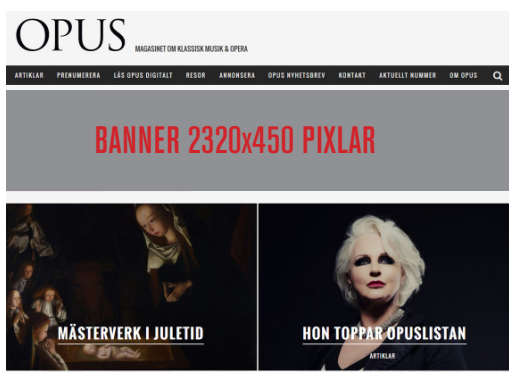 OPUS
MAGASINET OM KLASSISK MUSIK & OPERA
ARTIKLAR PRENUMERERA LÄS OPUS DIGITALT RESOR ANNONSERA OPUS NYHETSBREV KONTAKT AKTUELLT NUMMER OM OPUS
BANNER 2320x450 PIXLAR
MÄSTERVERK I JULETID
HON TOPPAR OPUSLISTAN
ARTIKLAR